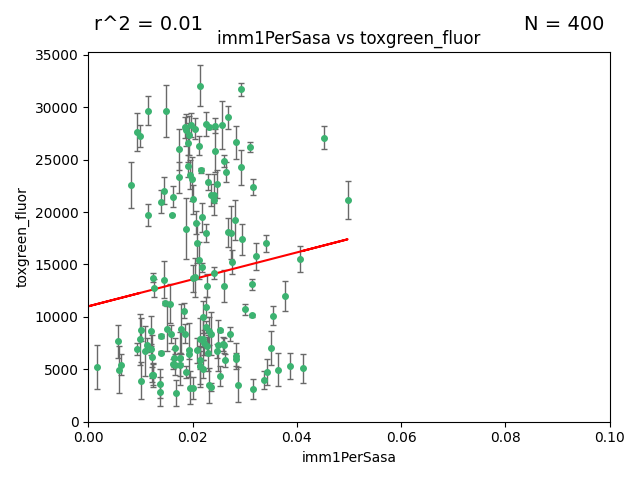 r^2 = 0.01
N = 400
imm1PerSasa vs toxgreen_fluor
35000
30000
25000
20000
15000
10000
5000
0
toxgreen_fluor
0.00
0.02
0.04
0.06
0.08
0.10
imm1PerSasa